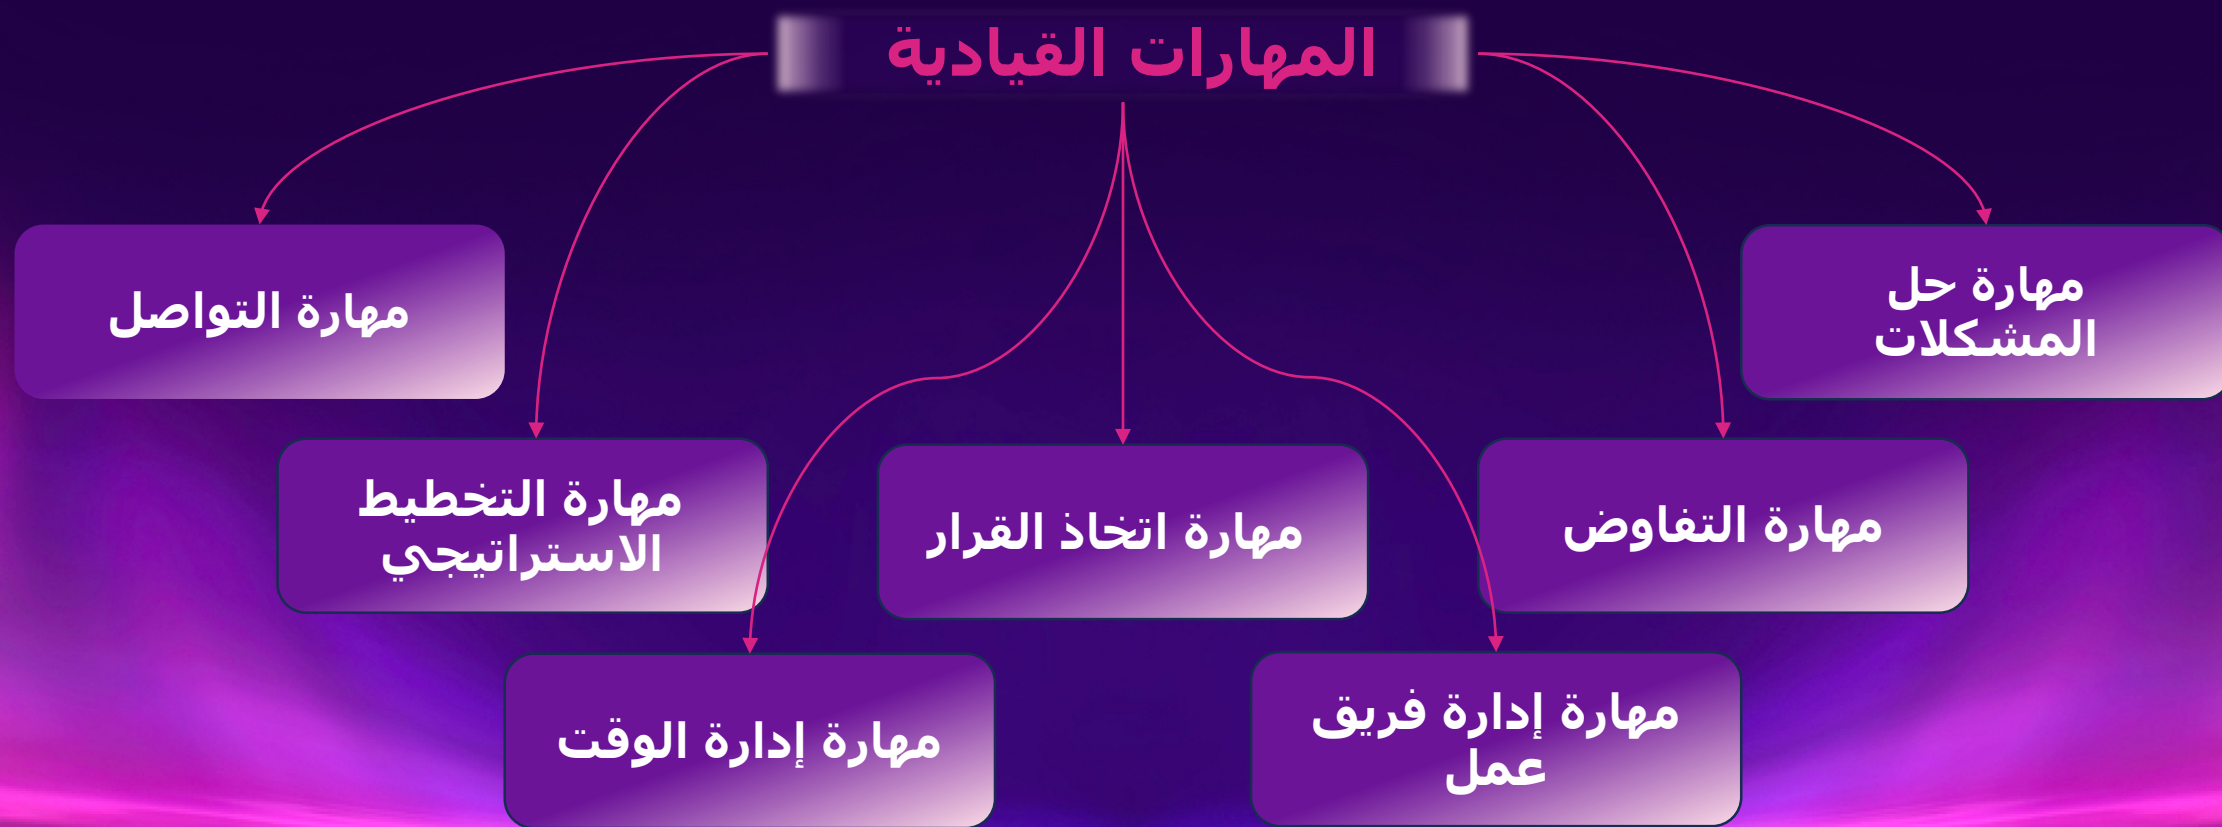 المهارات القيادية
مهارة حل
المشكلات
مهارة التواصل
مهارة التفاوض
مهارة اتخاذ القرار
مهارة التخطيط
الاستراتيجي
مهارة إدارة فريق
عمل
مهارة إدارة الوقت